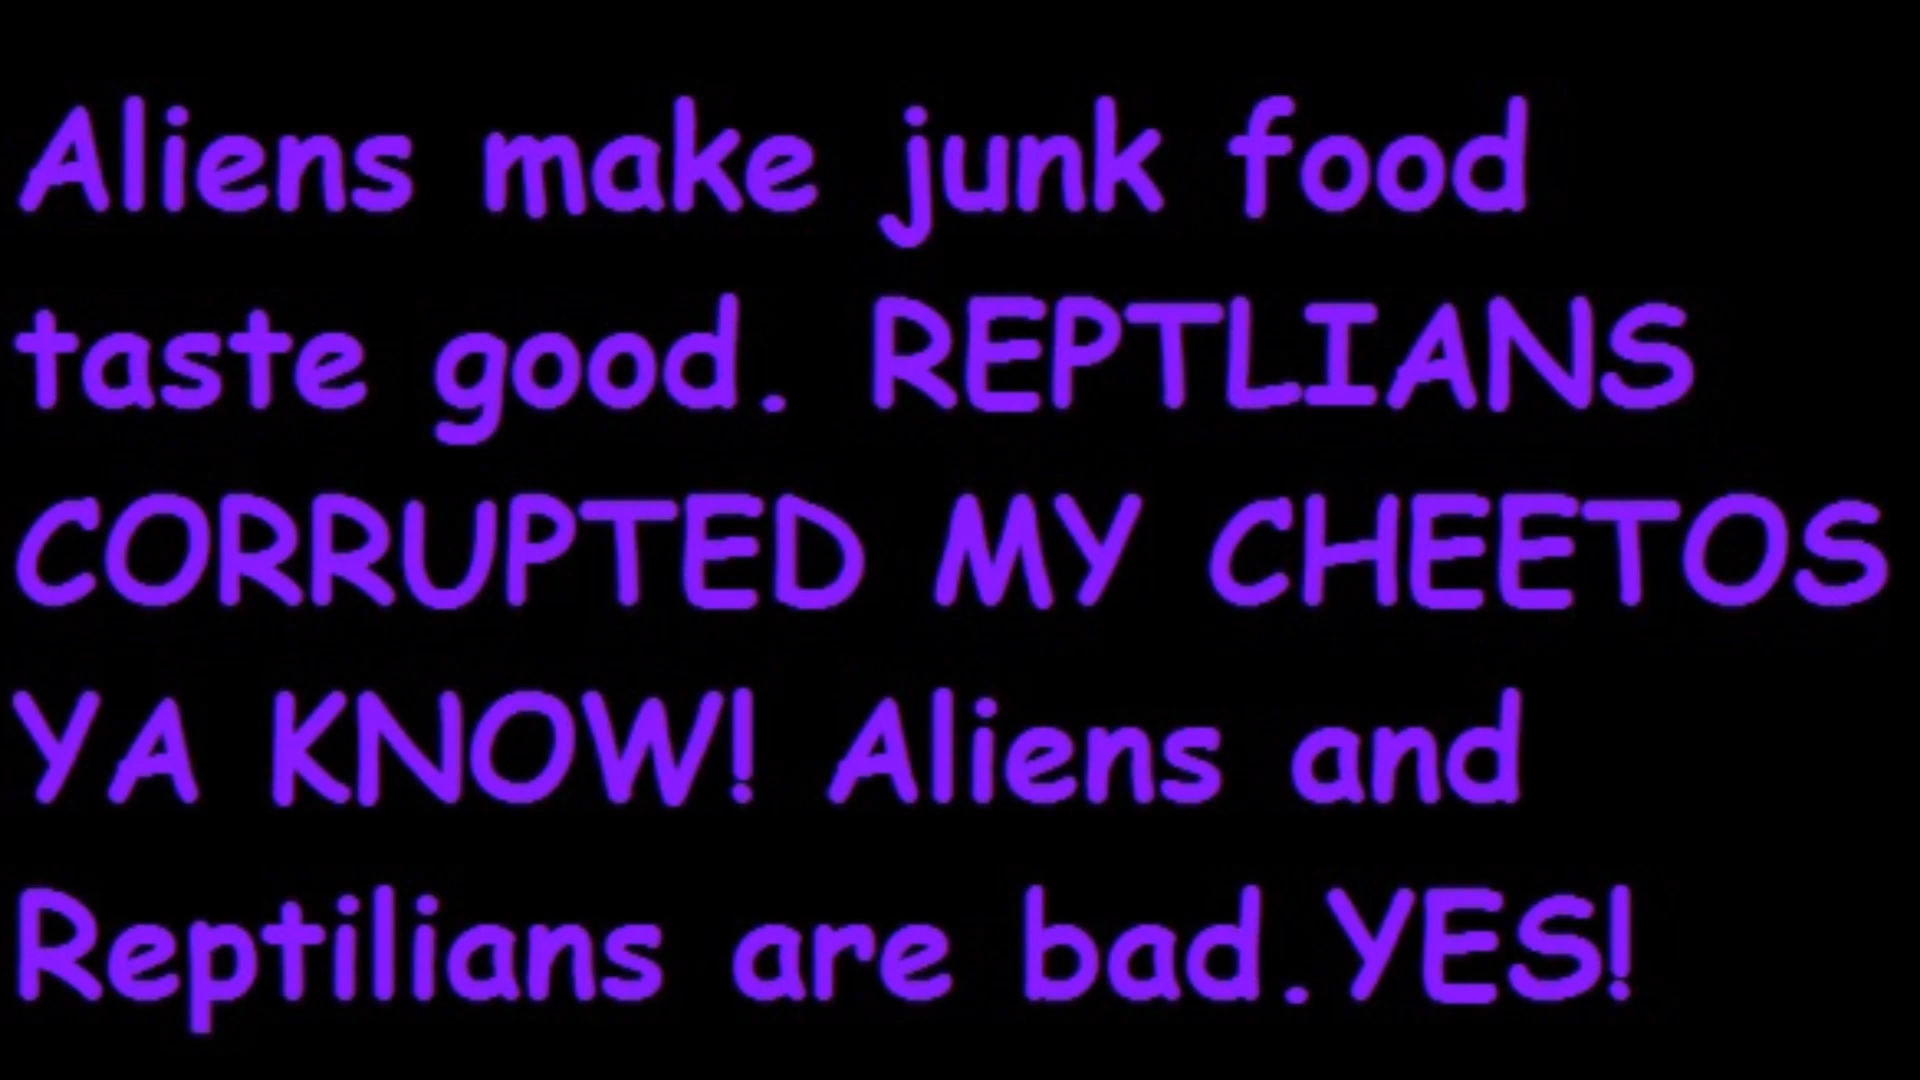 Aliens make junk food
taste good. REPTLIANS
CORRUPTED MY CHEETOS
YA KNOW! Aliens and
Reptilians are bad.YES!